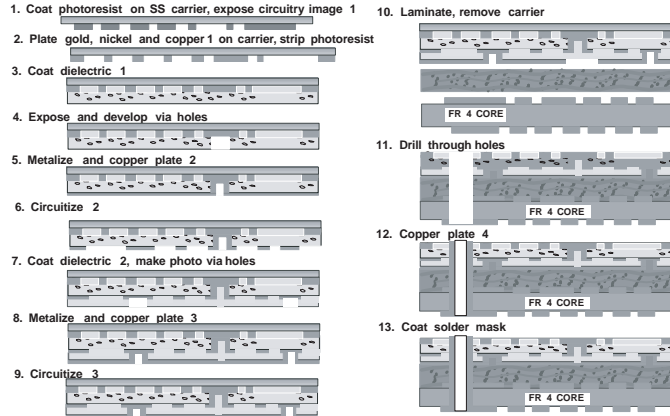 1. Coat photoresist on SS carrier, expose circuitry image 1
2. Plate gold, nickel and copper 1 on carrier, strip photoresist
3. Coat dielectric 1
4. Expose and develop via holes
5. Metalize and copper plate 2
6. Circuitize 2
7. Coat dielectric 2, make photo via holes
8. Metalize and copper plate 3
9. Circuitize 3
10. Laminate, remove carrier
FR 4 CORE
11. Drill through holes
FR 4 CORE
12. Copper plate 4
FR 4 CORE
13. Coat solder mask
FR 4 CORE